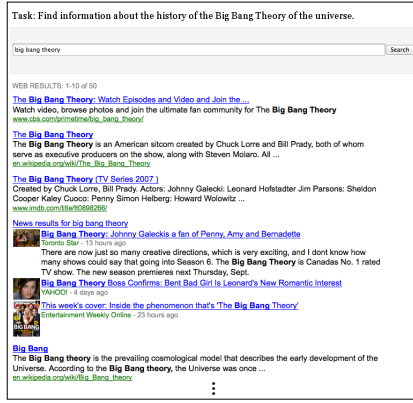 Task: Find information about the history of the Big Bang Theory of the universe.
big bang theory
Search
WEB RESULTS: 1-10 of 50
The Big Bang Theory: Watch Episodes and Video and Join the ...
Watch video, browse photos and join the ultimate fan community for The Big Bang Theory
www.cbs.com/primetime/big_bang_theory/
The Big Bang Theory
The Big Bang Theory is an American sitcom created by Chuck Lorre and Bill Prady, both of whom
serve as executive producers on the show, along with Steven Molaro. All ...
en.wikipedia.org/wiki/The_Big_Bang_Theory
The Big Bang Theory (TV Series 2007 )
Created by Chuck Lorre, Bill Prady. Actors: Johnny Galecki: Leonard Hofstadter Jim Parsons: Sheldon
Cooper Kaley Cuoco: Penny Simon Helberg: Howard Wolowitz ...
www.imdb.com/title/tt0898266/
News results for big bang theory
Big Bang Theory: Johnny Galeckis a fan of Penny, Amy and Bernadette
Toronto Star - 13 hours ago
There are now just so many creative directions, which is very exciting, and I dont know how
many shows could say that going into Season 6. The Big Bang Theory is Canadas No. 1 rated
TV show. The new season premieres next Thursday, Sept.
Big Bang Theory Boss Confirms: Bent Bad Girl Is Leonard's New Romantic Interest
YAHOO! - 4 days ago
This week's cover: Inside the phenomenon that's 'The Big Bang Theory'
Entertainment Weekly Online - 23 hours ago
BIG BANG
Big Bang
The Big Bang theory is the prevailing cosmological model that describes the early development of the
Universe. According to the Big Bang theory, the Universe was once ...
en.wikipedia.org/wiki/Big_Bang_theory